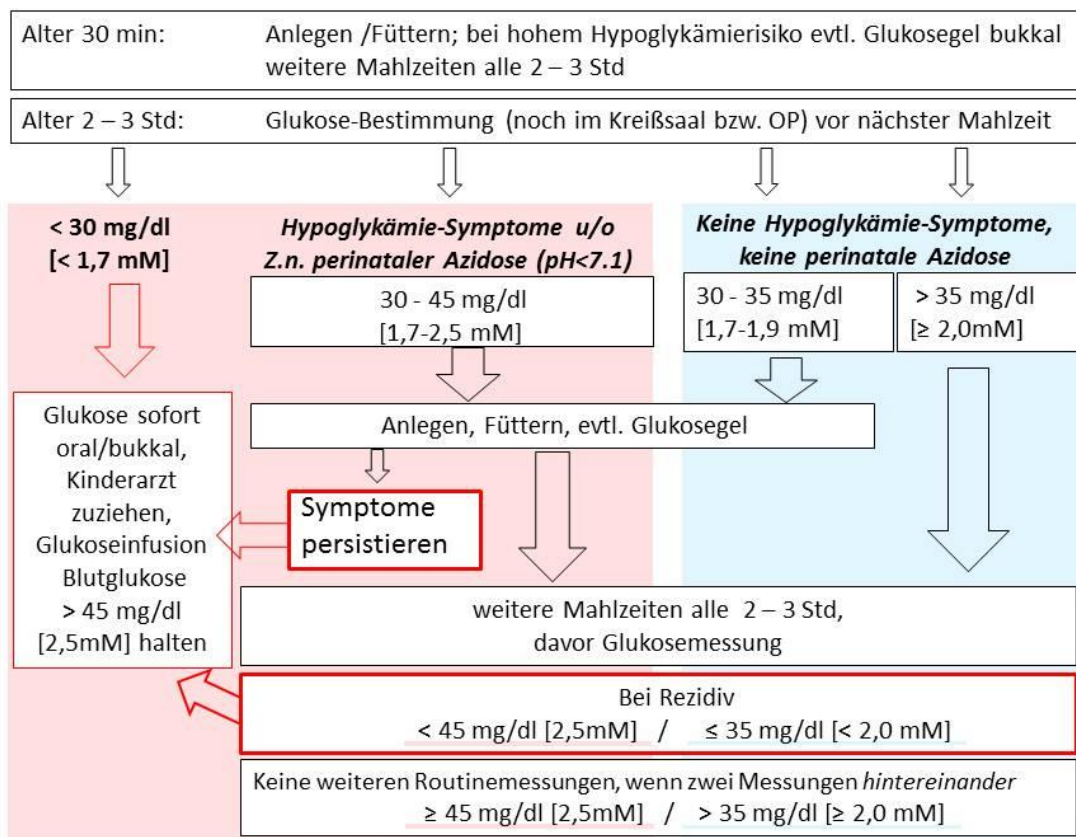 Alter 30 min: Anlegen /Füttern; bei hohem Hypoglykämierisiko evtl. Glukosegel bukkal
weitere Mahlzeiten alle 2 – 3 Std
Alter 2 – 3 Std: Glukose-Bestimmung (noch im Kreißsaal bzw. OP) vor nächster Mahlzeit
< 30 mg/dl
[< 1,7 mM]
Hypoglykämie-Symptome u/o
Z.n. perinataler Azidose (pH<7.1)
30 - 45 mg/dl
[1,7-2,5 mM]
Keine Hypoglykämie-Symptome,
keine perinatale Azidose
30 - 35 mg/dl
[1,7-1,9 mM]
> 35 mg/dl
[≥ 2,0mM]
Anlegen, Füttern, evtl. Glukosegel
Glukose sofort
oral/bukkal,
Kinderarzt
zuziehen,
Glukoseinfusion
Blutglukose
> 45 mg/dl
[2,5mM] halten
Symptome
persistieren
weitere Mahlzeiten alle 2 – 3 Std,
davor Glukosemessung
Bei Rezidiv
< 45 mg/dl [2,5mM] / ≤ 35 mg/dl [< 2,0 mM]
Keine weiteren Routinemessungen, wenn zwei Messungen hintereinander
≥ 45 mg/dl [2,5mM] / > 35 mg/dl [≥ 2,0 mM]